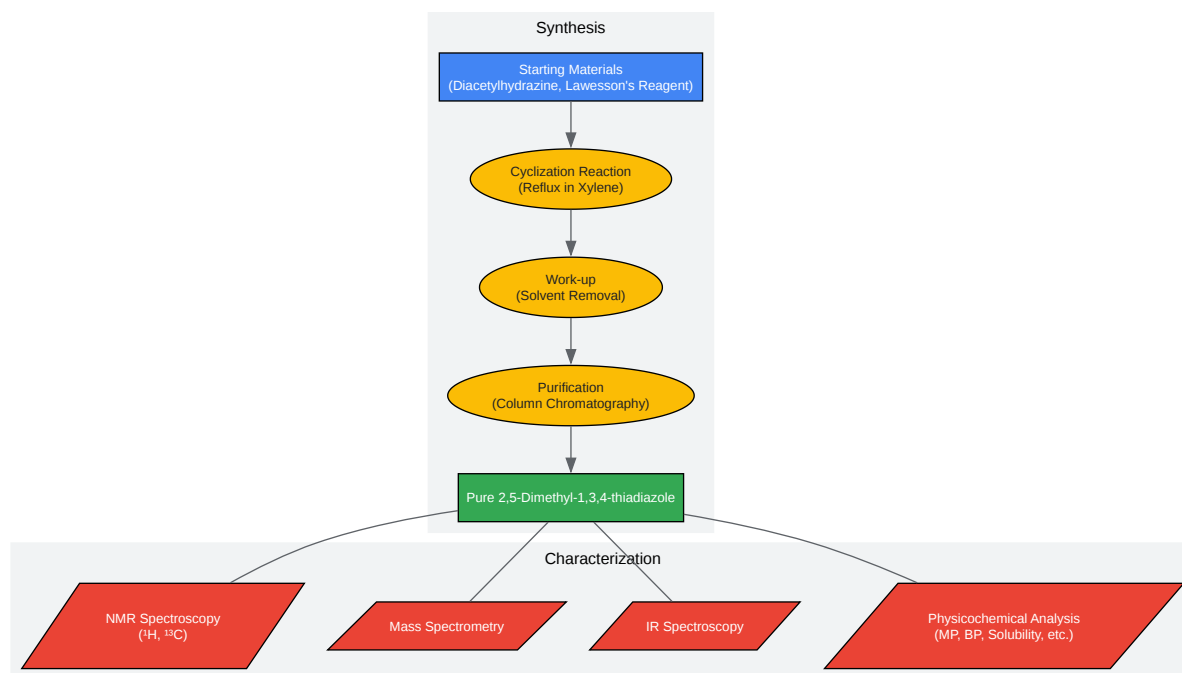 Synthesis
Starting Materials
(Diacetylhydrazine, Lawesson's Reagent)
Cyclization Reaction
(Reflux in Xylene)
Work-up
(Solvent Removal)
Purification
(Column Chromatography)
Pure 2,5-Dimethyl-1,3,4-thiadiazole
Characterization
NMR Spectroscopy
(¹H, ¹³C)
Mass Spectrometry
IR Spectroscopy
Physicochemical Analysis
(MP, BP, Solubility, etc.)